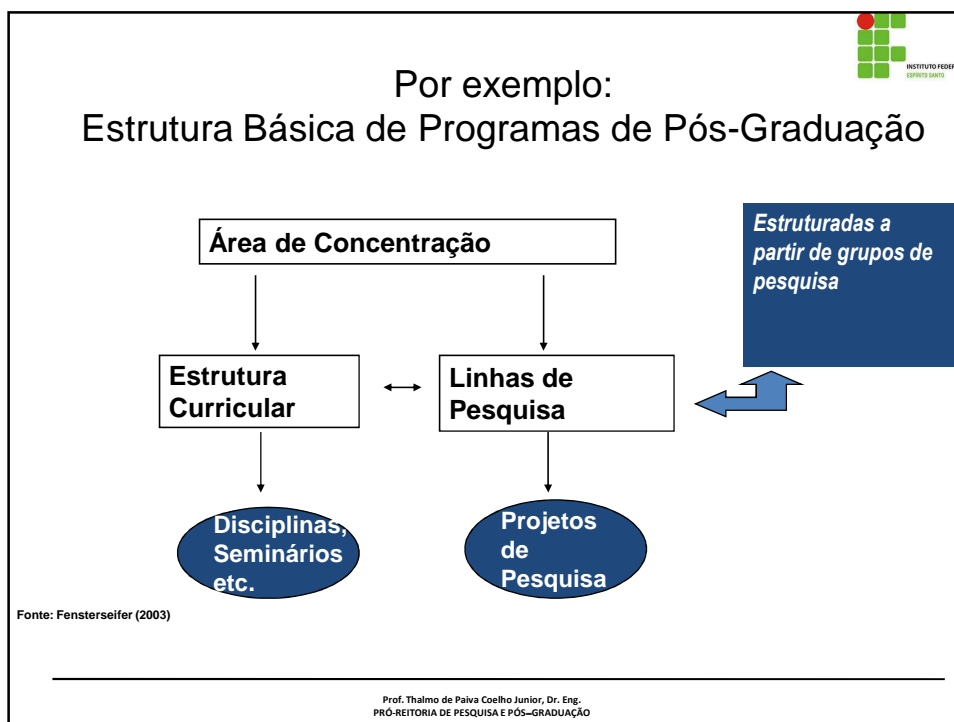 INSTITUTO FEDER
ESPÍRITO SANTO
Por exemplo:
Estrutura Básica de Programas de Pós-Graduação
Área de Concentração
Estruturadas a
partir de grupos de
pesquisa
Estrutura
Curricular
Linhas de
Pesquisa
Disciplinas,
Seminários
etc.
Projetos
de
Pesquisa
Fonte: Fensterseifer (2003)
Prof. Thalmo de Paiva Coelho Junior, Dr. Eng.
PRÓ-REITORIA DE PESQUISA E PÓS–GRADUAÇÃO